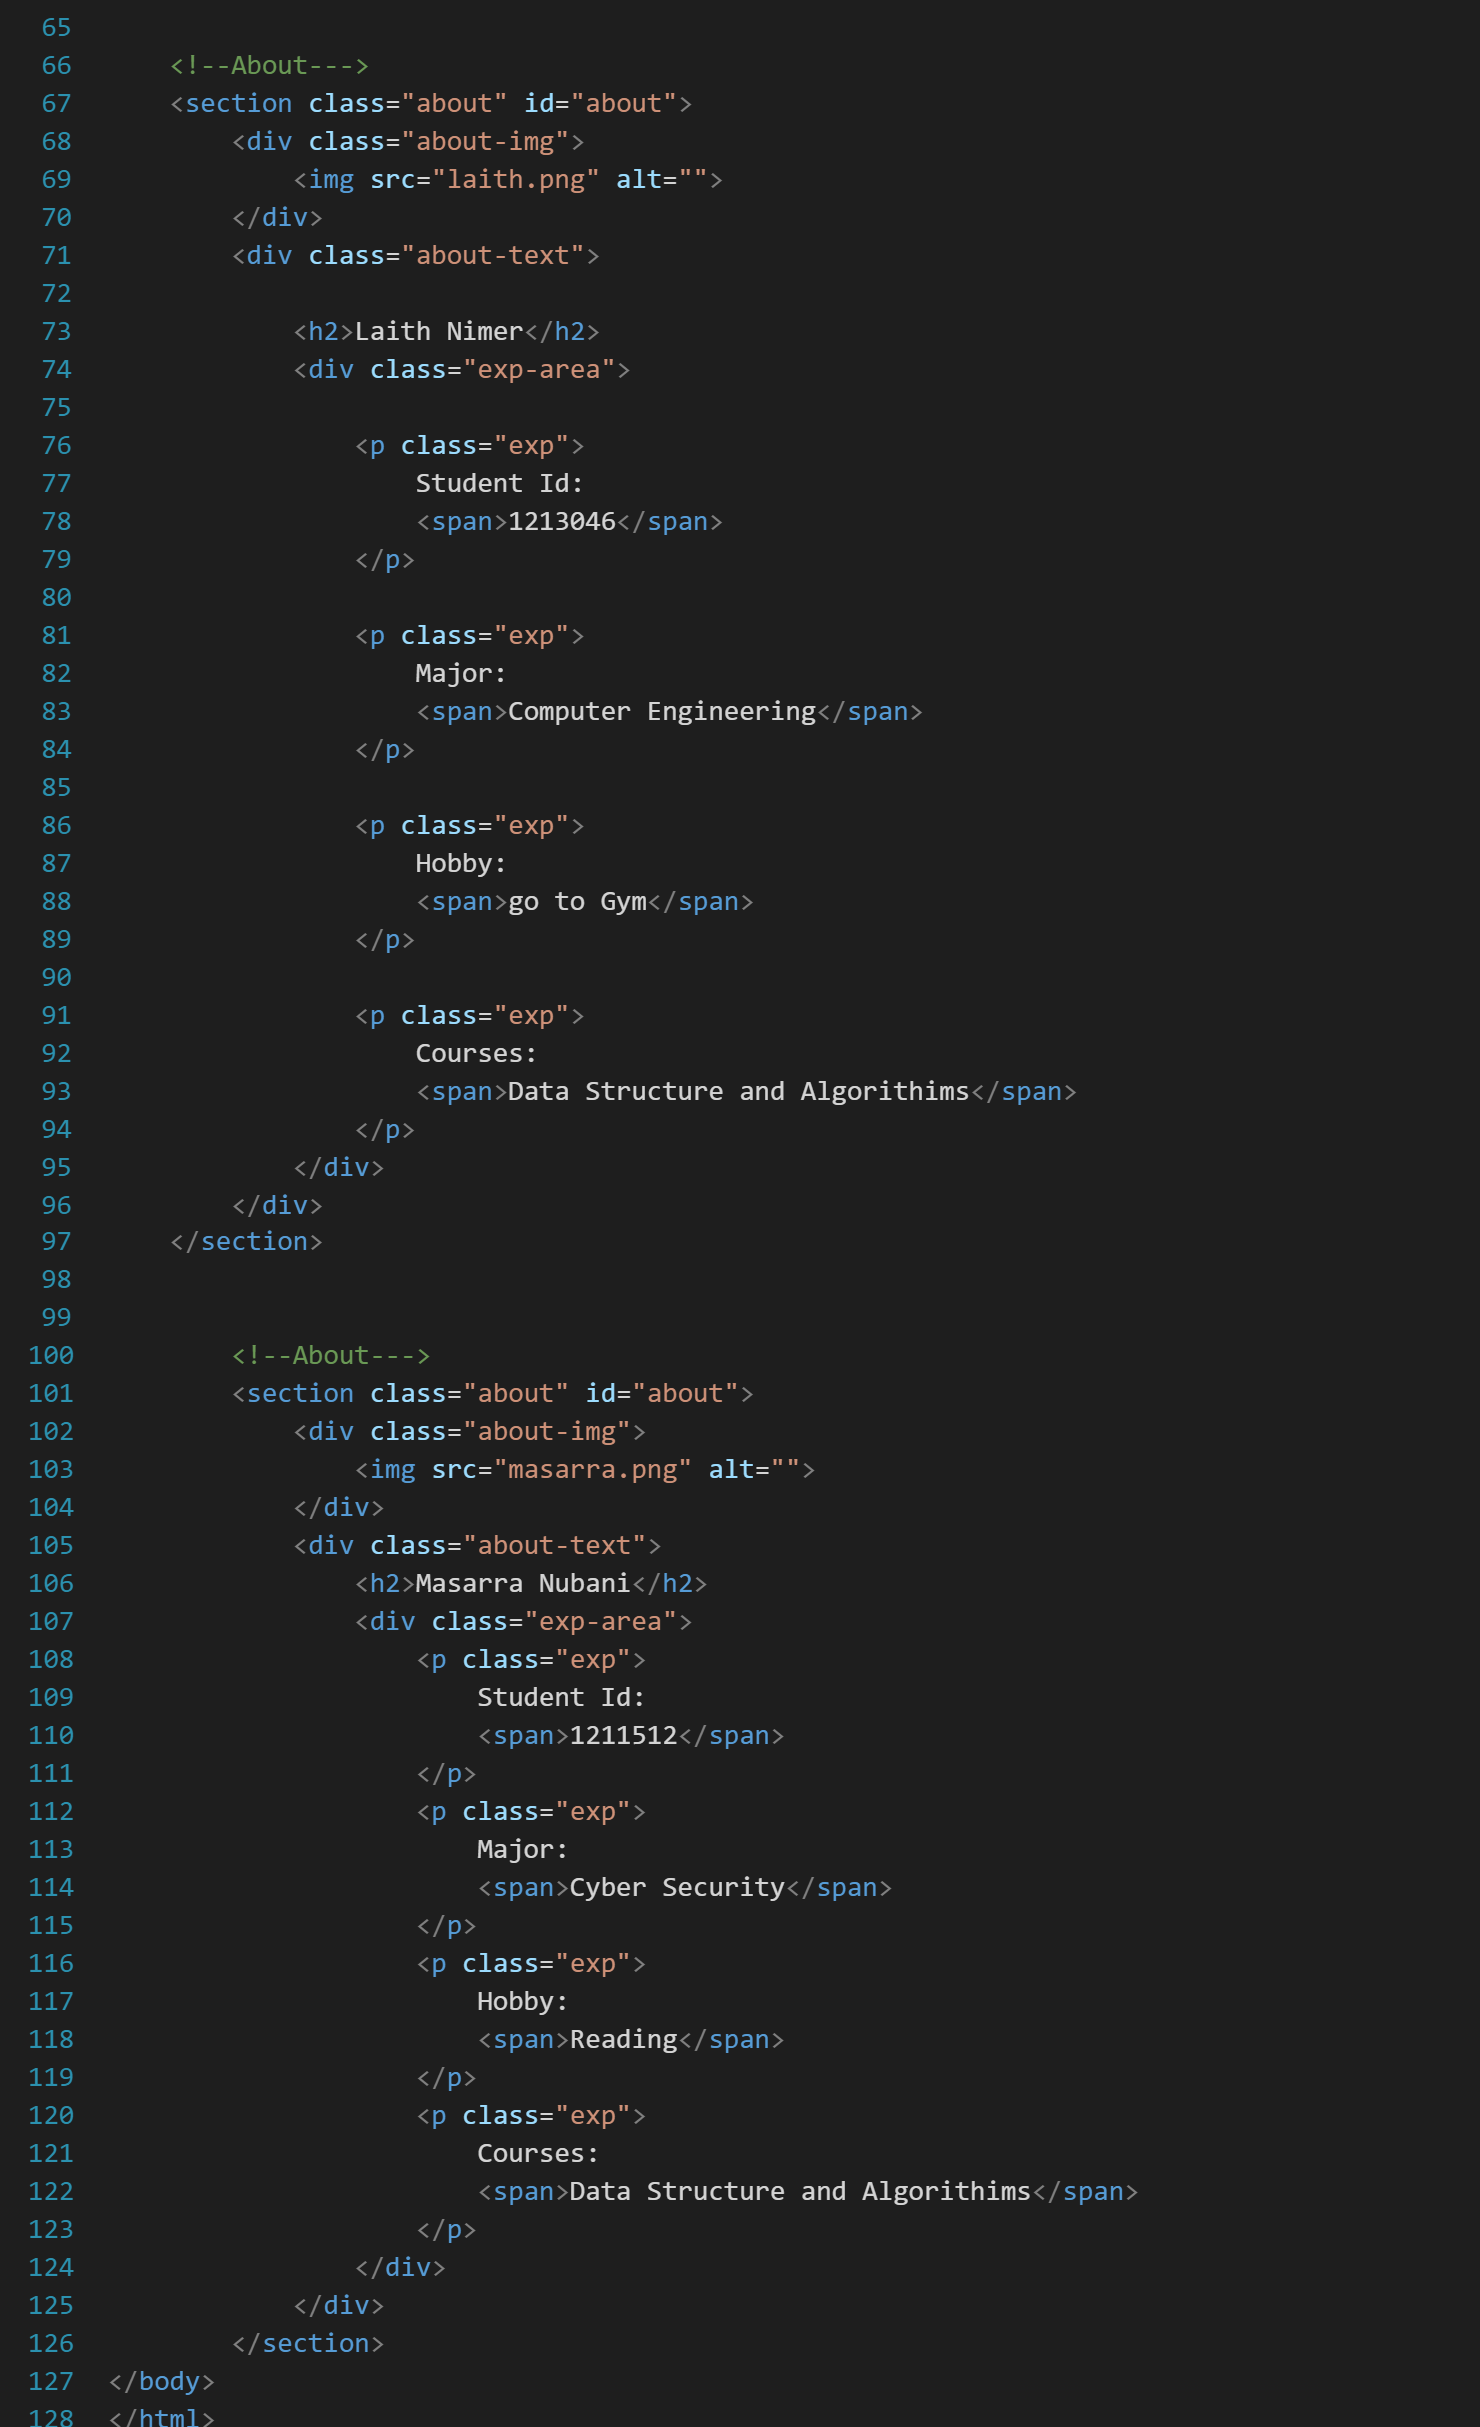 65
66 <!--About--->
67 <section class="about" id="about">
68 <div class="about-img">
69 <img src="laith.png" alt="">
70 </div>
71 <div class="about-text">
72
73 <h2>Laith Nimer</h2>
74 <div class="exp-area">
75
76 <p class="exp">
77 Student Id:
78 <span>1213046</span>
79 </p>
80
81 <p class="exp">
82 Major:
83 <span>Computer Engineering</span>
84 </p>
85
86 <p class="exp">
87 Hobby:
88 <span>go to Gym</span>
89 </p>
90
91 <p class="exp">
92 Courses:
93 <span>Data Structure and Algorithims</span>
94 </p>
95 </div>
96 </div>
97 </section>
98
99
100 <!--About--->
101 <section class="about" id="about">
102 <div class="about-img">
103 <img src="masarra.png" alt="">
104 </div>
105 <div class="about-text">
106 <h2>Masarra Nubani</h2>
107 <div class="exp-area">
108 <p class="exp">
109 Student Id:
110 <span>1211512</span>
111 </p>
112 <p class="exp">
113 Major:
114 <span>Cyber Security</span>
115 </p>
116 <p class="exp">
117 Hobby:
118 <span>Reading</span>
119 </p>
120 <p class="exp">
121 Courses:
122 <span>Data Structure and Algorithims</span>
123 </p>
124 </div>
125 </div>
126 </section>
127 </body>
128 </html>